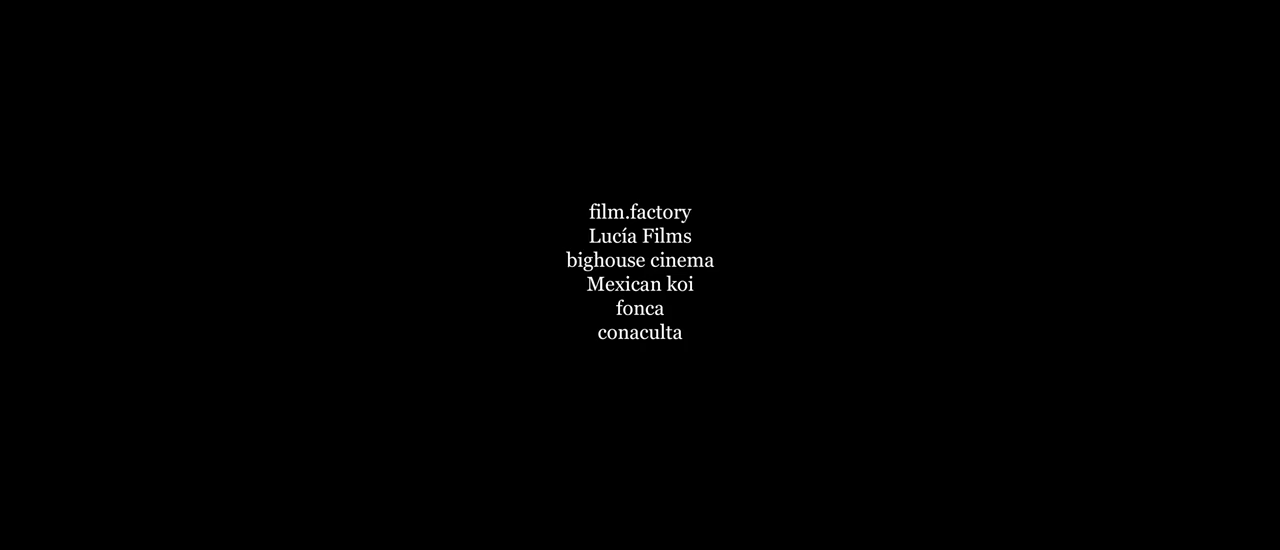 film.factory
Lucía Films
bighouse cinema
Mexican koi
fonca
conaculta